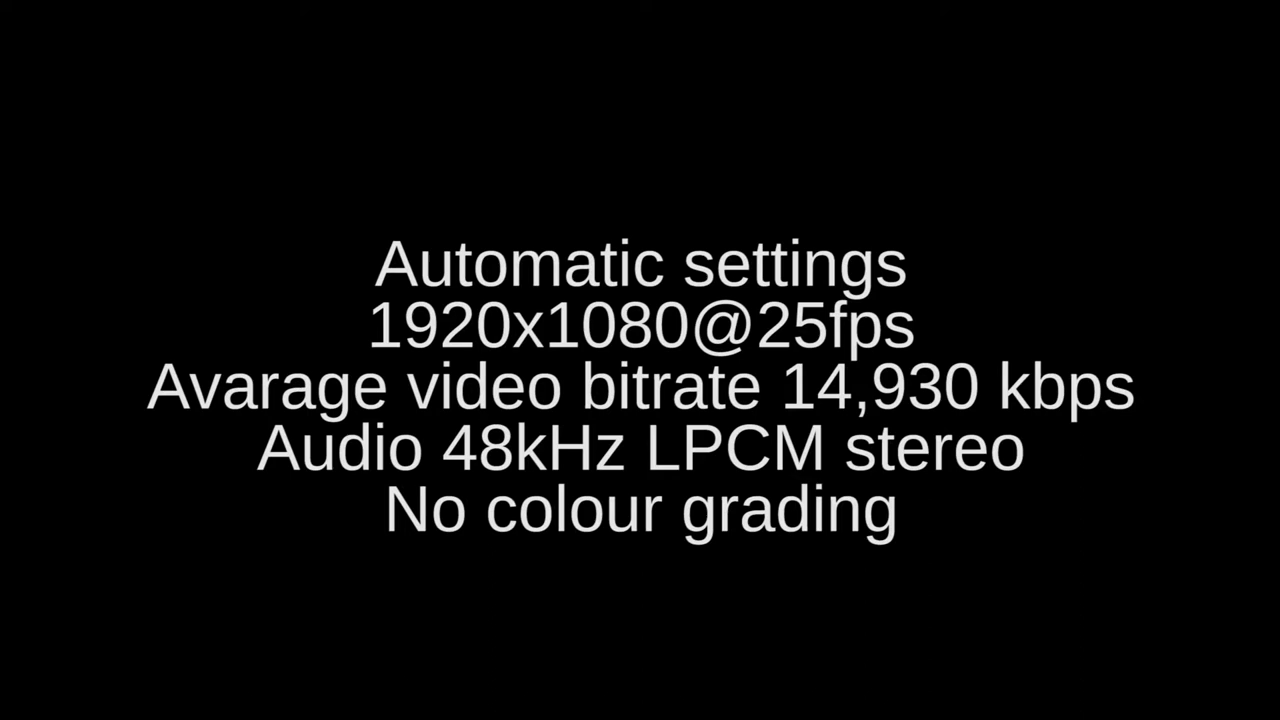 Automatic settings
1920x1080@25fps
Avarage video bitrate 14,930 kbps
Audio 48kHz LPCM stereo
No colour grading